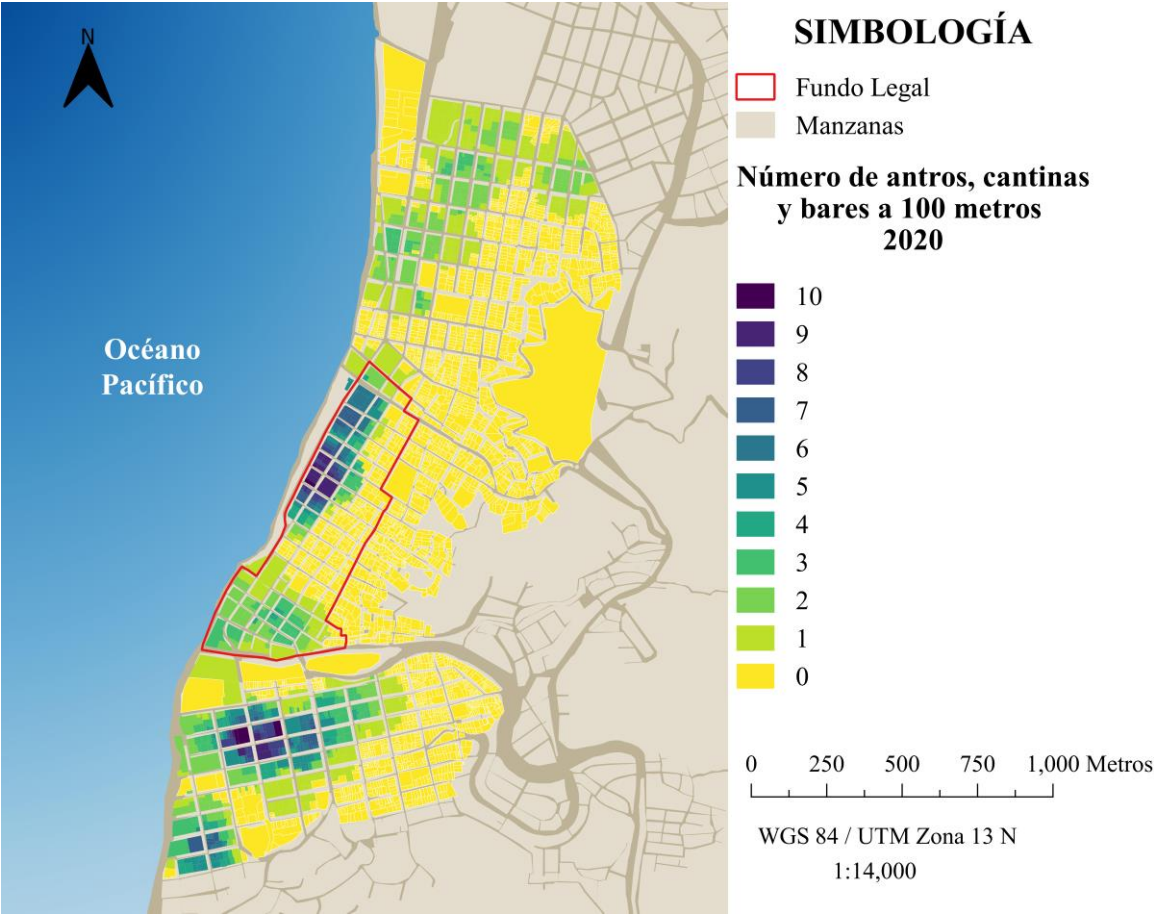 N
Océano
Pacífico
SIMBOLOGÍA
Fundo Legal
Manzanas
Número de antros, cantinas
y bares a 100 metros
2020
10
9
8
7
6
5
4
3
2
1
0
0 250 500 750 1,000 Metros
WGS 84 / UTM Zona 13 N
1:14,000